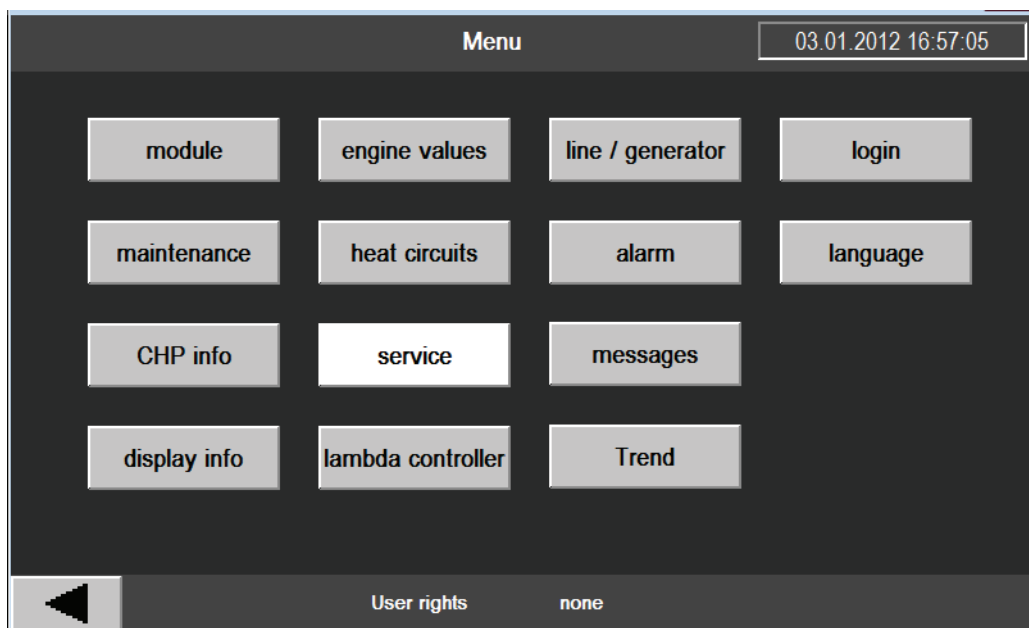 Menu
03.01.2012 16:57:05
module
engine values
line / generator
login
maintenance
heat circuits
alarm
language
CHP info
service
messages
display info
lambda controller
Trend
User rights
none